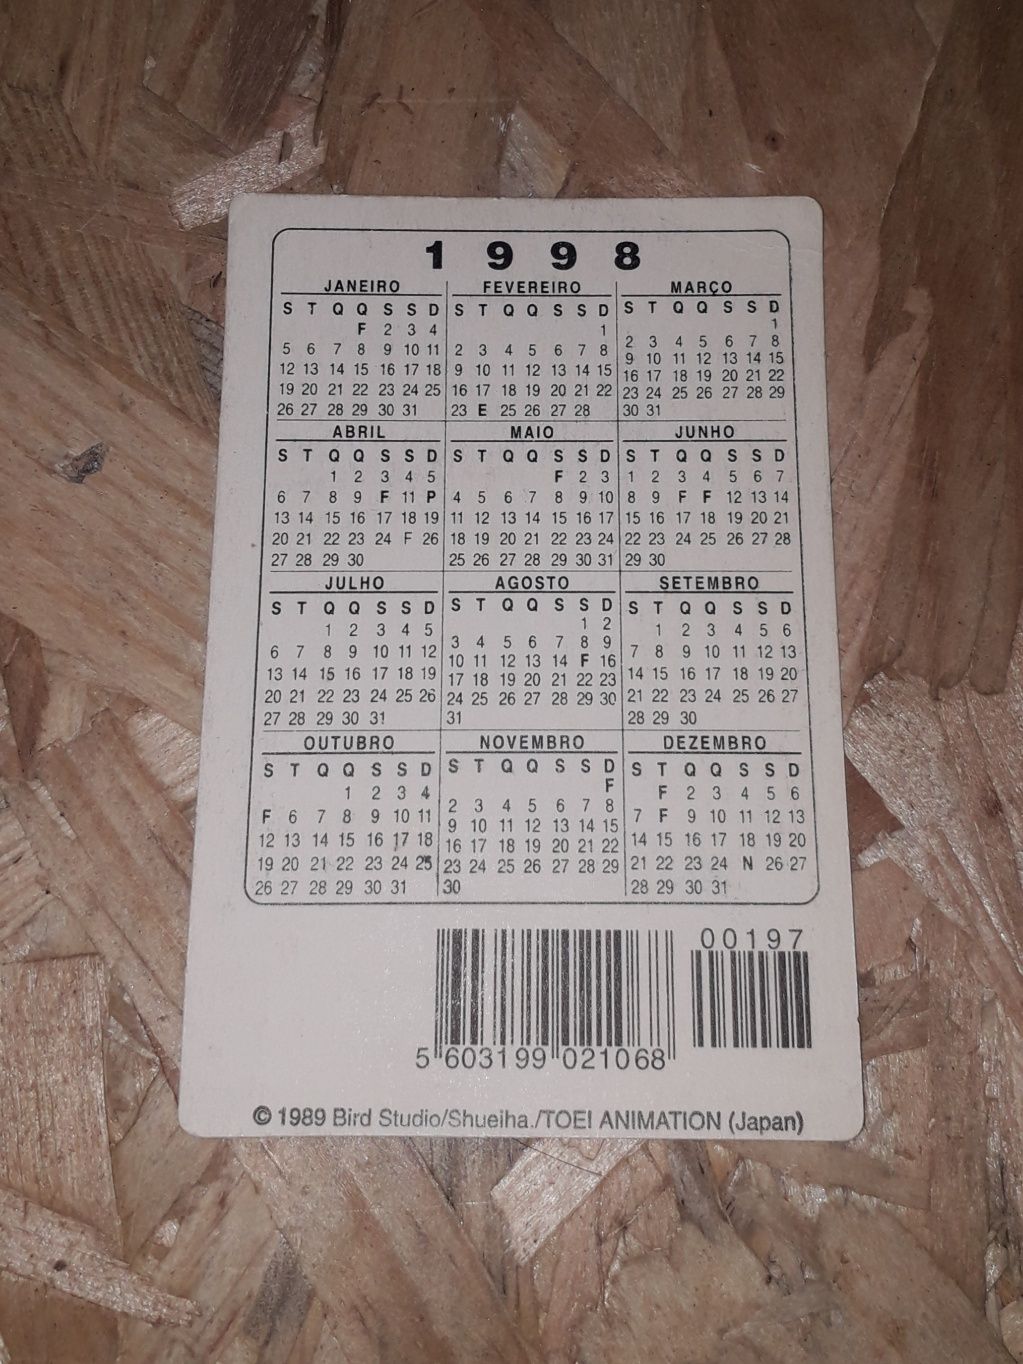 1 9 9 8
JANEIRO
S T Q Q S S D
F 2 3 4
5 6 7 8 9 10 11
12 13 14 15 16 17 18
19 20 21 22 23 24 25
26 27 28 29 30 31
FEVEREIRO
S T Q Q S S D
1
2 3 4 5 6 7 8
9 10 11 12 13 14 15
16 17 18 19 20 21 22
23 E 25 26 27 28
MARÇO
S T Q Q S S D
1
2 3 4 5 6 7 8
9 10 11 12 13 14 15
16 17 18 19 20 21 22
23 24 25 26 27 28 29
30 31
ABRIL
S T Q Q S S D
1 2 3 4 5
6 7 8 9 F 11 P
13 14 15 16 17 18 19
20 21 22 23 24 F 26
27 28 29 30
MAIO
S T Q Q S S D
F 2 3
4 5 6 7 8 9 10
11 12 13 14 15 16 17
18 19 20 21 22 23 24
25 26 27 28 29 30 31
JUNHO
S T Q Q S S D
1 2 3 4 5 6 7
8 9 F F 12 13 14
15 16 17 18 19 20 21
22 23 24 25 26 27 28
29 30
JULHO
S T Q Q S S D
1 2 3 4 5
6 7 8 9 10 11 12
13 14 15 16 17 18 19
20 21 22 23 24 25 26
27 28 29 30 31
AGOSTO
S T Q Q S S D
1 2
3 4 5 6 7 8 9
10 11 12 13 14 F 16
17 18 19 20 21 22 23
24 25 26 27 28 29 30
31
SETEMBRO
S T Q Q S S D
1 2 3 4 5 6
7 8 9 10 11 12 13
14 15 16 17 18 19 20
21 22 23 24 25 26 27
28 29 30
OUTUBRO
S T Q Q S S D
1 2 3 4
F 6 7 8 9 10 11
12 13 14 15 16 17 18
19 20 21 22 23 24 25
26 27 28 29 30 31
NOVEMBRO
S T Q Q S S D
F
2 3 4 5 6 7 8
9 10 11 12 13 14 15
16 17 18 19 20 21 22
23 24 25 26 27 28 29
30
DEZEMBRO
S T Q Q S S D
F 2 3 4 5 6
7 F 9 10 11 12 13
14 15 16 17 18 19 20
21 22 23 24 N 26 27
28 29 30 31
00197
5 603199 021068
© 1989 Bird Studio/Shueiha./TOEI ANIMATION (Japan)